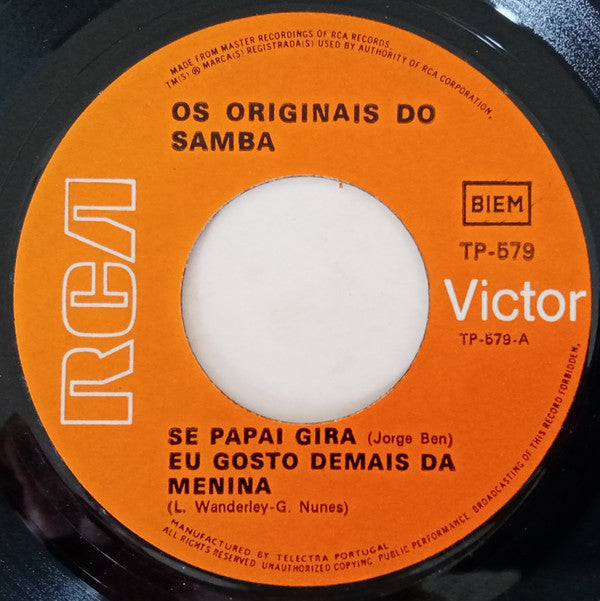 MADE FROM MASTER RECORDINGS OF RCA RECORDS.
TM(S) ® MARCA(S) REGISTRADA(S) USED BY AUTHORITY OF RCA CORPORATION.
OS ORIGINAIS DO
SAMBA
RCA
BIEM
TP-579
Victor
TP-579-A
SE PAPAI GIRA (Jorge Ben)
EU GOSTO DEMAIS DA
MENINA
(L. Wanderley-G. Nunes)
MANUFACTURED BY TELECTRA PORTUGAL
ALL RIGHTS RESERVED UNAUTHORIZED COPYING PUBLIC PERFORMANCE BROADCASTING OF THIS RECORD FORBIDDEN.